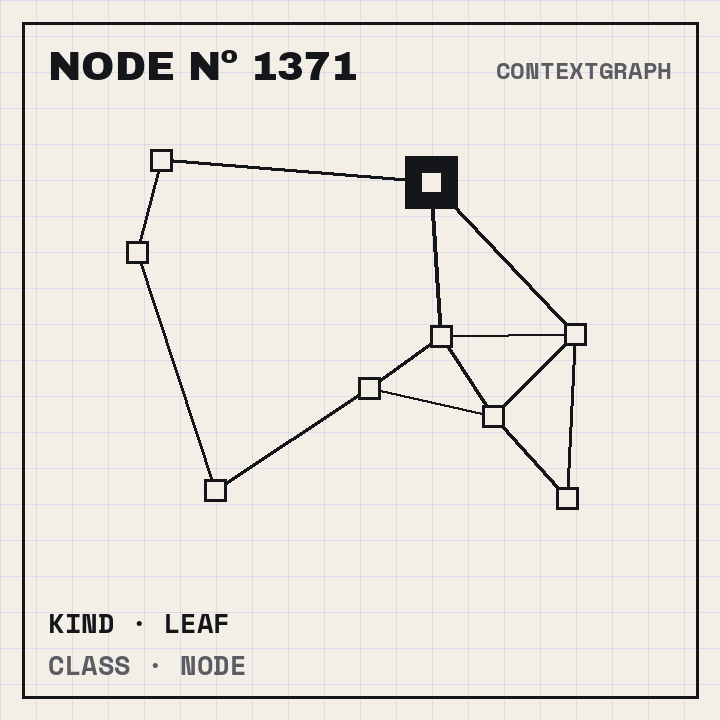 NODE Nº 1371
CONTEXTGRAPH
KIND · LEAF
CLASS · NODE